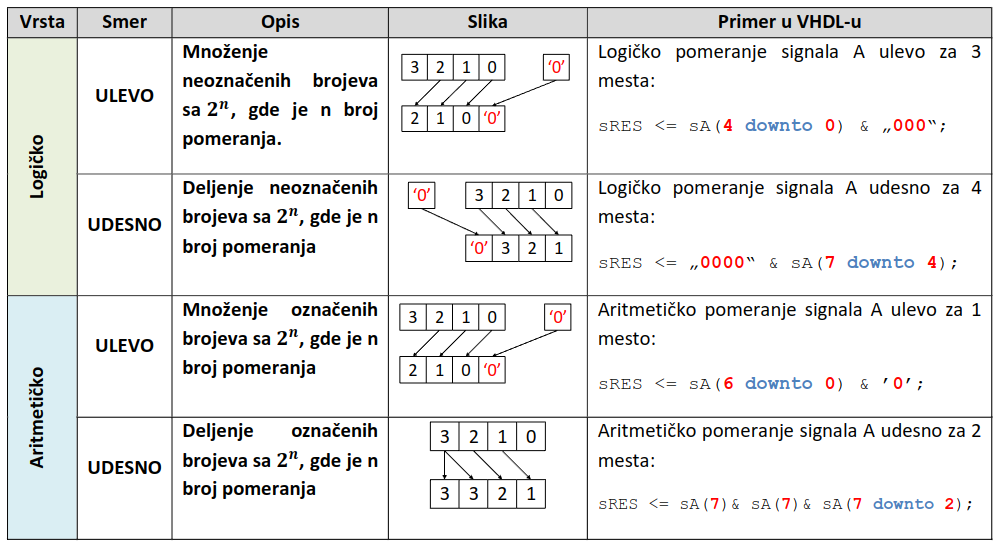 Vrsta Smer Opis Slika Primer u VHDL-u
Logičko
ULEVO
Množenje
neoznačenih brojeva
sa 2ⁿ, gde je n broj
pomeranja.
3 2 1 0 '0'
2 1 0 '0'
Logičko pomeranje signala A ulevo za 3
mesta:
sRES <= sA(4 downto 0) & „000“;
UDESNO
Deljenje neoznačenih
brojeva sa 2ⁿ, gde je n
broj pomeranja
'0' 3 2 1 0
'0' 3 2 1
Logičko pomeranje signala A udesno za 4
mesta:
sRES <= „0000“ & sA(7 downto 4);
Aritmetičko
ULEVO
Množenje označenih
brojeva sa 2ⁿ, gde je n
broj pomeranja
3 2 1 0 '0'
2 1 0 '0'
Aritmetičko pomeranje signala A ulevo za 1
mesto:
sRES <= sA(6 downto 0) & ’0’;
UDESNO
Deljenje označenih
brojeva sa 2ⁿ, gde je n
broj pomeranja
3 2 1 0
3 3 2 1
Aritmetičko pomeranje signala A udesno za 2
mesta:
sRES <= sA(7)& sA(7)& sA(7 downto 2);